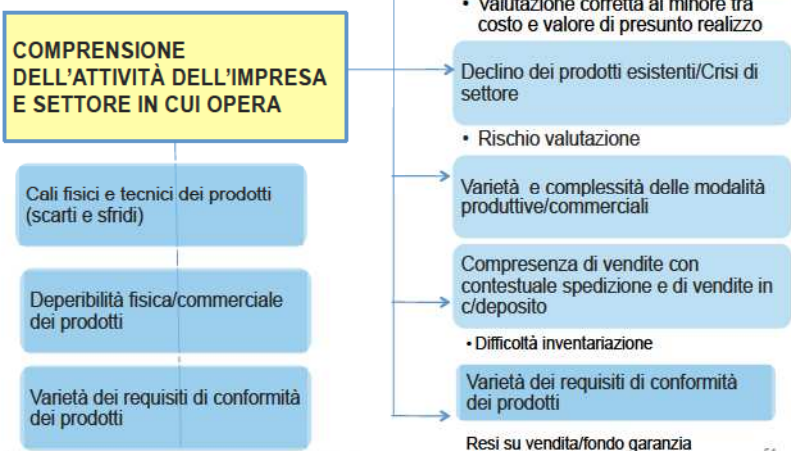 COMPRENSIONE
DELL'ATTIVITÀ DELL'IMPRESA
E SETTORE IN CUI OPERA
Cali fisici e tecnici dei prodotti
(scarti e sfridi)
Deperibilità fisica/commerciale
dei prodotti
Varietà dei requisiti di conformità
dei prodotti
• Valutazione corretta al minore tra
costo e valore di presunto realizzo
Declino dei prodotti esistenti/Crisi di
settore
• Rischio valutazione
Varietà e complessità delle modalità
produttive/commerciali
Compresenza di vendite con
contestuale spedizione e di vendite in
c/deposito
• Difficoltà inventariazione
Varietà dei requisiti di conformità
dei prodotti
Resi su vendita/fondo garanzia